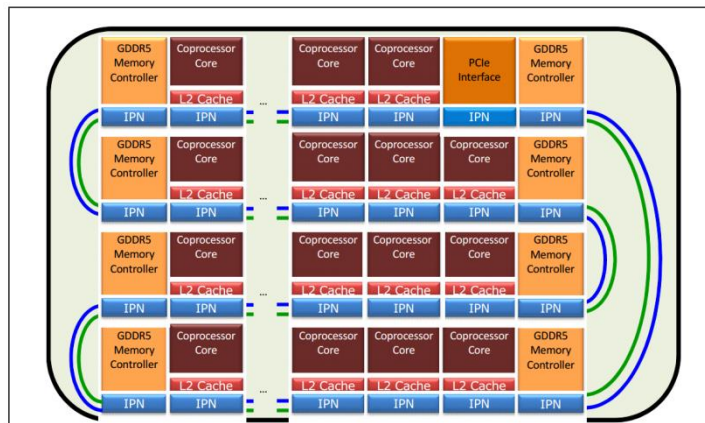 GDDR5
Memory
Controller
Coprocessor
Core
L2 Cache
...
Coprocessor
Core
L2 Cache
Coprocessor
Core
L2 Cache
PCIe
Interface
GDDR5
Memory
Controller
IPN IPN IPN IPN IPN IPN
GDDR5
Memory
Controller
Coprocessor
Core
L2 Cache
...
Coprocessor
Core
L2 Cache
Coprocessor
Core
L2 Cache
Coprocessor
Core
L2 Cache
GDDR5
Memory
Controller
IPN IPN IPN IPN IPN IPN
GDDR5
Memory
Controller
Coprocessor
Core
L2 Cache
...
Coprocessor
Core
L2 Cache
Coprocessor
Core
L2 Cache
Coprocessor
Core
L2 Cache
GDDR5
Memory
Controller
IPN IPN IPN IPN IPN IPN
GDDR5
Memory
Controller
Coprocessor
Core
L2 Cache
...
Coprocessor
Core
L2 Cache
Coprocessor
Core
L2 Cache
Coprocessor
Core
L2 Cache
GDDR5
Memory
Controller
IPN IPN IPN IPN IPN IPN